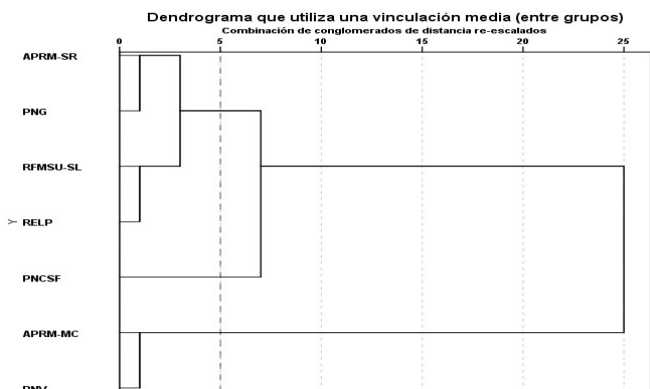 Dendrograma que utiliza una vinculación media (entre grupos)
Combinación de conglomerados de distancia re-escalados
0 5 10 15 20 25
APRM-SR
PNG
RFMSU-SL
RELP
Y
PNCSF
APRM-MC